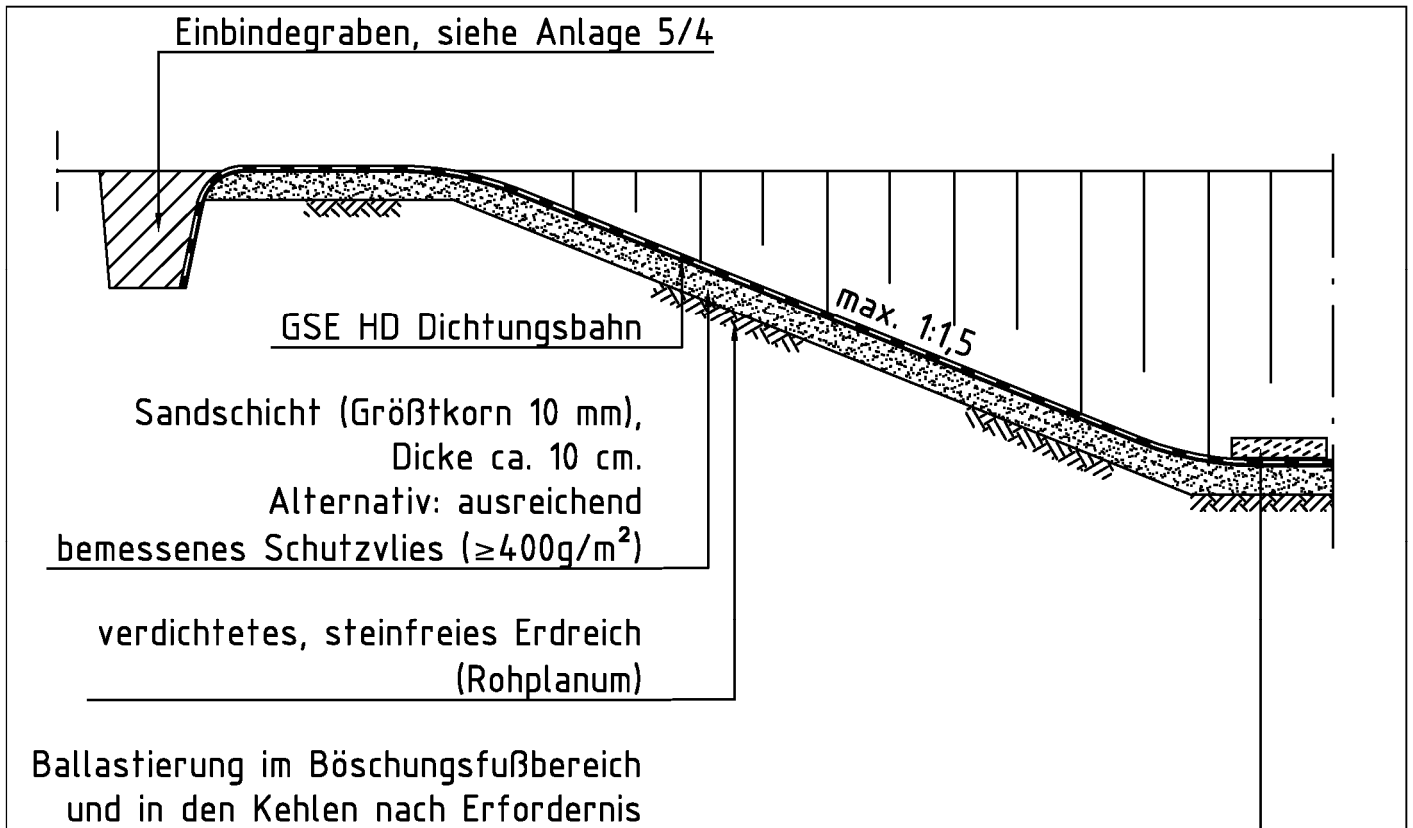 Einbindegraben, siehe Anlage 5/4
max. 1:1,5
GSE HD Dichtungsbahn
Sandschicht (Größtkorn 10 mm),
Dicke ca. 10 cm.
Alternativ: ausreichend
bemessenes Schutzvlies (≥400g/m²)
verdichtetes, steinfreies Erdreich
(Rohplanum)
Ballastierung im Böschungsfußbereich
und in den Kehlen nach Erfordernis